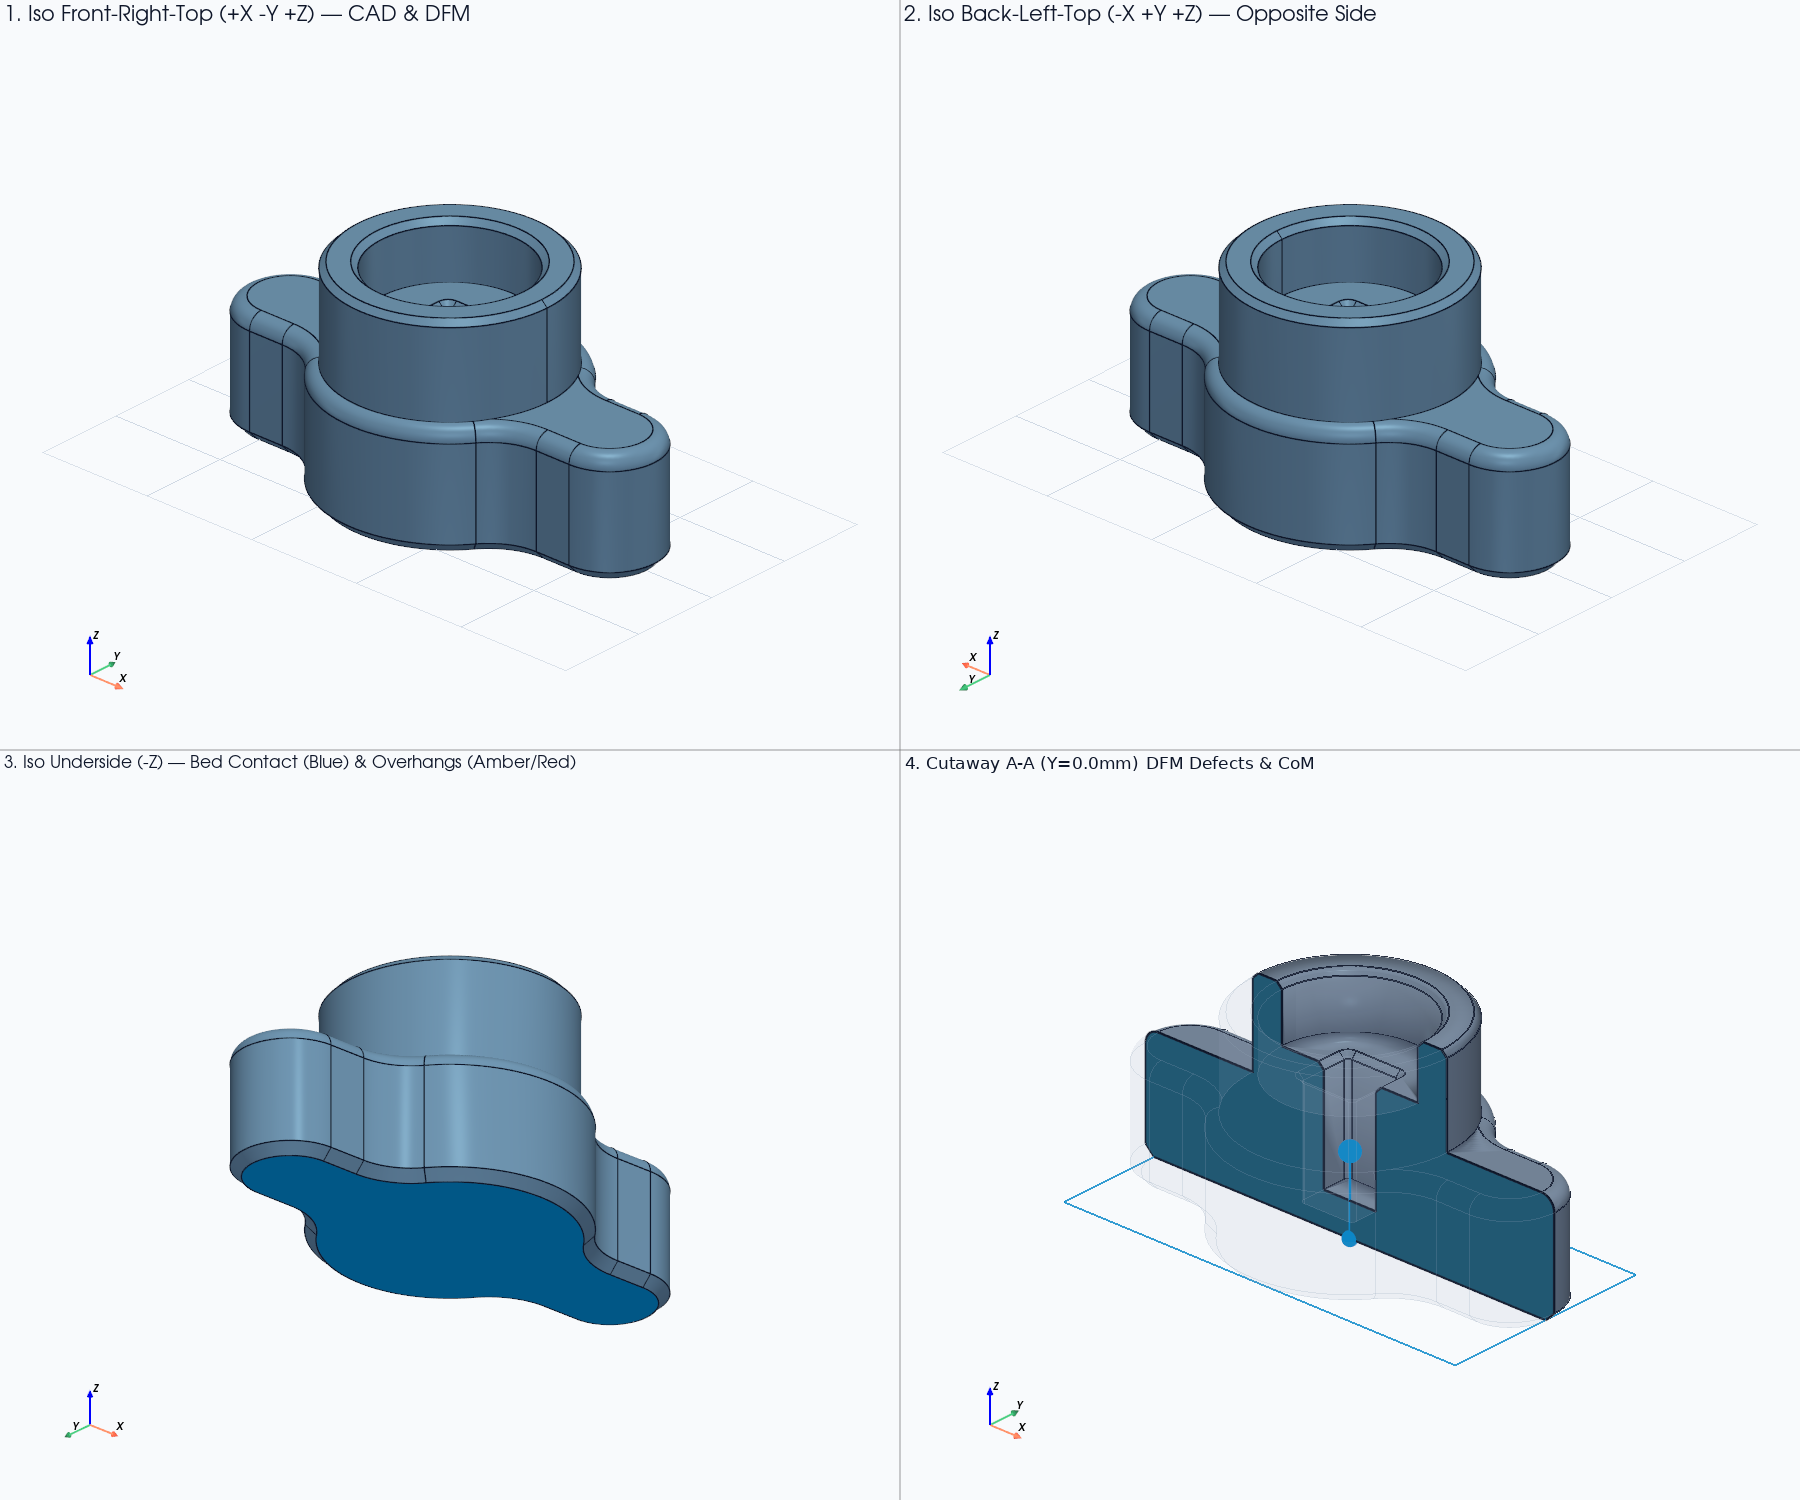 1. Iso Front-Right-Top (+X -Y +Z) — CAD & DFM
2. Iso Back-Left-Top (-X +Y +Z) — Opposite Side
Z
Y
X
Z
X
Y
3. Iso Underside (-Z) — Bed Contact (Blue) & Overhangs (Amber/Red)
4. Cutaway A-A (Y=0.0mm) DFM Defects & CoM
Z
Y
X
Z
Y
X